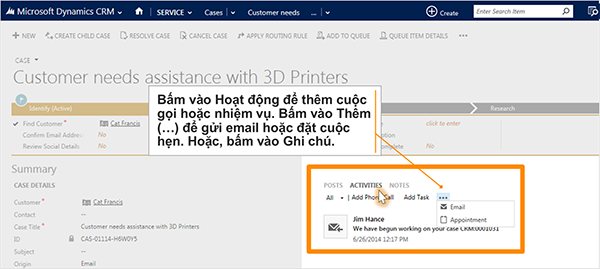 Microsoft Dynamics CRM SERVICE Cases Customer needs ... Create Enter Search Item
NEW CREATE CHILD CASE RESOLVE CASE CANCEL CASE APPLY ROUTING RULE ADD TO QUEUE QUEUE ITEM DETAILS ...
CASE
Customer needs assistance with 3D Printers
Identify (Active) Research
Find Customer Cat Francis click to enter
Confirm Email Addres No
Review Social Details No
Bấm vào Hoạt động để thêm cuộc
gọi hoặc nhiệm vụ. Bấm vào Thêm
(…) để gửi email hoặc đặt cuộc
hẹn. Hoặc, bấm vào Ghi chú.
Summary
CASE DETAILS
Customer * Cat Francis
Contact --
Case Title * Customer needs assistance with 3D Printers
ID CAS-01114-H6W0Y5
Subject --
Origin Email
POSTS ACTIVITIES NOTES
All | Add Phone Call Add Task ...
Email
Appointment
Jim Hance
We have begun working on your case CRM:0001031
6/26/2014 12:17 PM